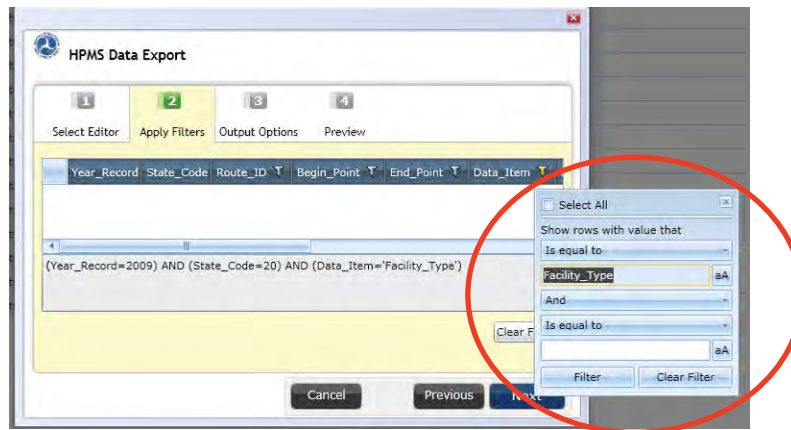 HPMS Data Export
1 2 3 4
Select Editor Apply Filters Output Options Preview
Year_Record State_Code Route_ID Begin_Point End_Point Data_Item
Select All
Show rows with value that
Is equal to
(Year_Record=2009) AND (State_Code=20) AND (Data_Item='Facility_Type')
Facility_Type aA
And
Is equal to
aA
Clear F
Filter Clear Filter
Cancel Previous Next